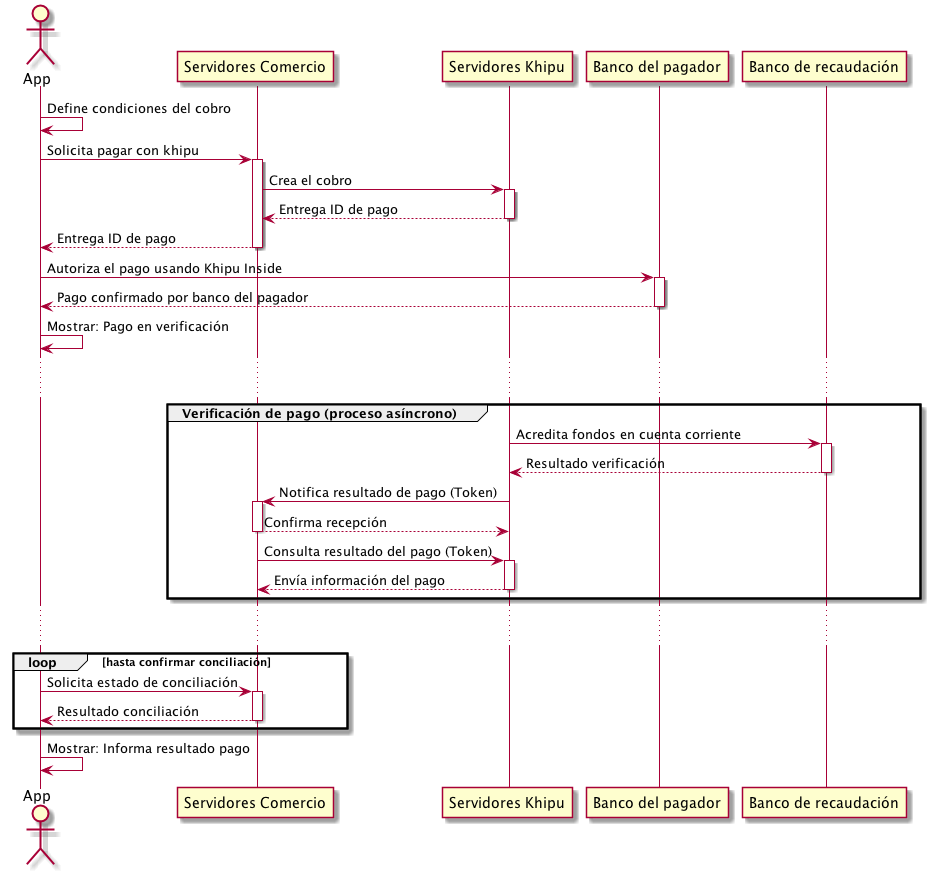 App
Servidores Comercio
Servidores Khipu
Banco del pagador
Banco de recaudación
Define condiciones del cobro
Solicita pagar con khipu
Crea el cobro
Entrega ID de pago
Entrega ID de pago
Autoriza el pago usando Khipu Inside
Pago confirmado por banco del pagador
Mostrar: Pago en verificación
Verificación de pago (proceso asíncrono)
Acredita fondos en cuenta corriente
Resultado verificación
Notifica resultado de pago (Token)
Confirma recepción
Consulta resultado del pago (Token)
Envía información del pago
loop [hasta confirmar conciliación]
Solicita estado de conciliación
Resultado conciliación
Mostrar: Informa resultado pago
App
Servidores Comercio
Servidores Khipu
Banco del pagador
Banco de recaudación